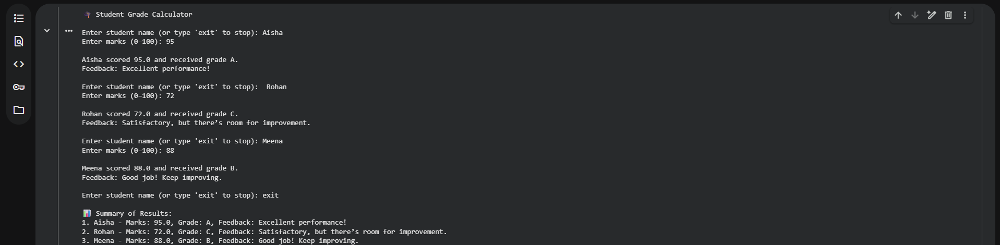 🎓 Student Grade Calculator
Enter student name (or type 'exit' to stop): Aisha
Enter marks (0–100): 95
Aisha scored 95.0 and received grade A.
Feedback: Excellent performance!
Enter student name (or type 'exit' to stop):  Rohan
Enter marks (0–100): 72
Rohan scored 72.0 and received grade C.
Feedback: Satisfactory, but there’s room for improvement.
Enter student name (or type 'exit' to stop): Meena
Enter marks (0–100): 88
Meena scored 88.0 and received grade B.
Feedback: Good job! Keep improving.
Enter student name (or type 'exit' to stop): exit
📊 Summary of Results:
1. Aisha - Marks: 95.0, Grade: A, Feedback: Excellent performance!
2. Rohan - Marks: 72.0, Grade: C, Feedback: Satisfactory, but there’s room for improvement.
3. Meena - Marks: 88.0, Grade: B, Feedback: Good job! Keep improving.